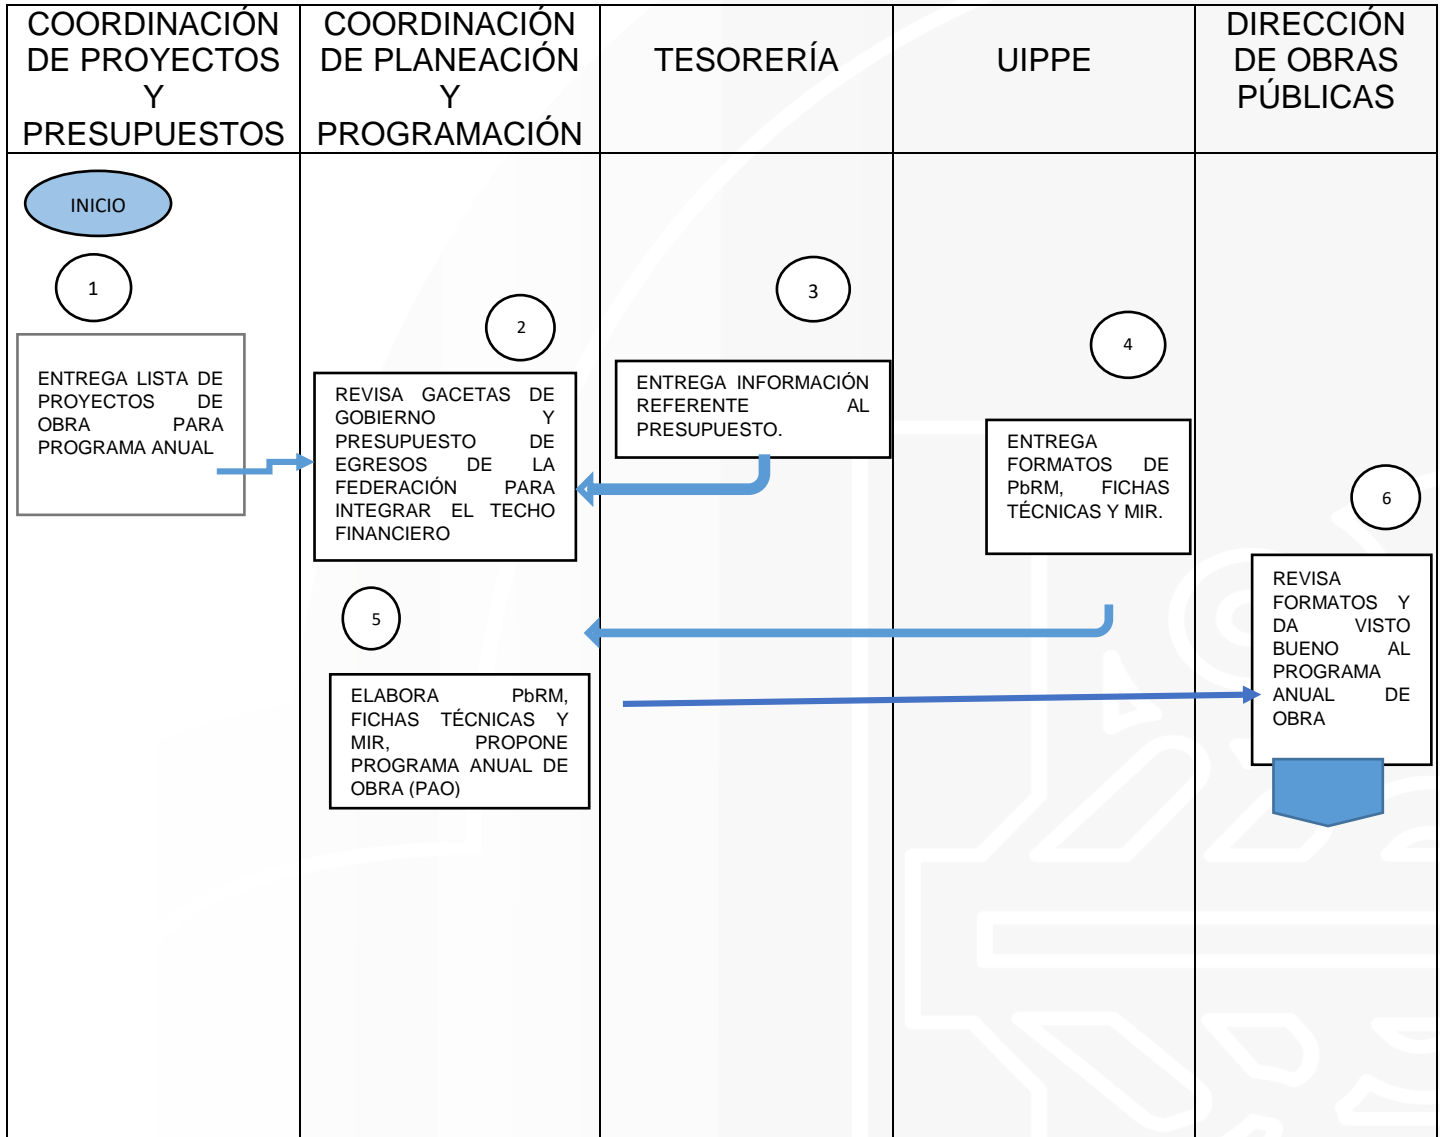 COORDINACIÓN
DE PROYECTOS
Y
PRESUPUESTOS
COORDINACIÓN
DE PLANEACIÓN
Y
PROGRAMACIÓN
TESORERÍA
UIPPE
DIRECCIÓN
DE OBRAS
PÚBLICAS
INICIO
1
ENTREGA LISTA DE
PROYECTOS DE
OBRA PARA
PROGRAMA ANUAL
2
REVISA GACETAS DE
GOBIERNO Y
PRESUPUESTO DE
EGRESOS DE LA
FEDERACIÓN PARA
INTEGRAR EL TECHO
FINANCIERO
3
ENTREGA INFORMACIÓN
REFERENTE AL
PRESUPUESTO.
4
ENTREGA
FORMATOS DE
PbRM, FICHAS
TÉCNICAS Y MIR.
5
ELABORA PbRM,
FICHAS TÉCNICAS Y
MIR, PROPONE
PROGRAMA ANUAL DE
OBRA (PAO)
6
REVISA
FORMATOS Y
DA VISTO
BUENO AL
PROGRAMA
ANUAL DE
OBRA